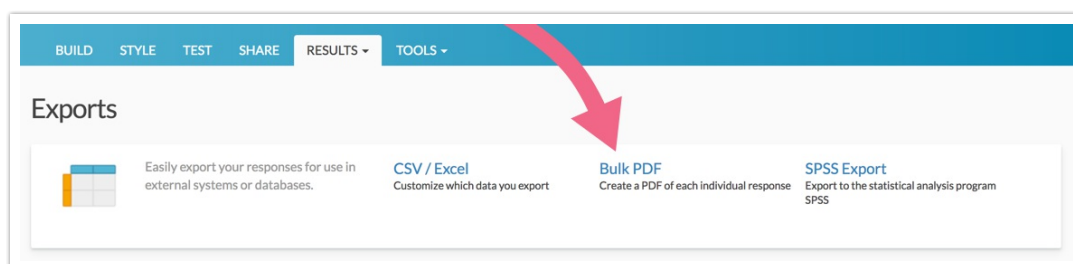 BUILD STYLE TEST SHARE RESULTS TOOLS
Exports
Easily export your responses for use in
external systems or databases.
CSV / Excel
Customize which data you export
Bulk PDF
Create a PDF of each individual response
SPSS Export
Export to the statistical analysis program
SPSS